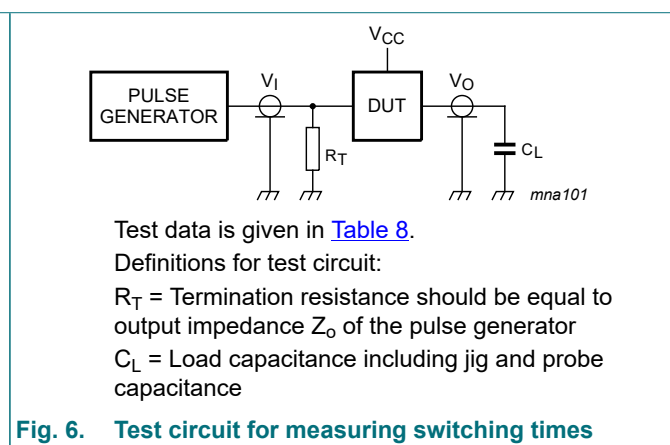 VCC
PULSE GENERATOR
VI
DUT
VO
RT
CL
mna101
Test data is given in Table 8.
Definitions for test circuit:
RT = Termination resistance should be equal to
output impedance Zo of the pulse generator
CL = Load capacitance including jig and probe
capacitance
Fig. 6. Test circuit for measuring switching times